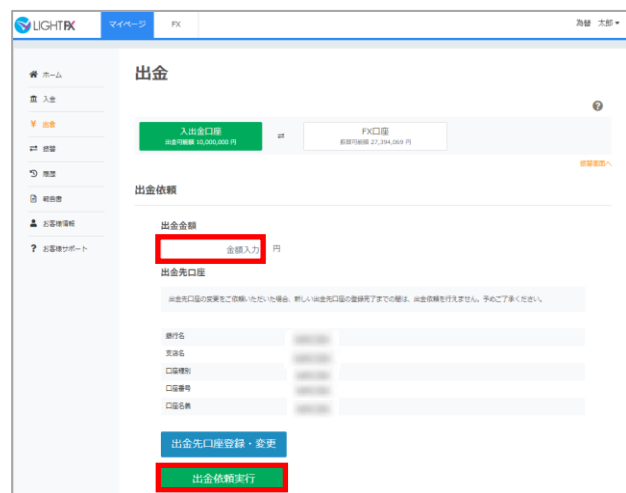 LIGHT FX
マイページ
FX
為替 太郎
ホーム
入金
¥ 出金
振替
履歴
報告書
お客様情報
? お客様サポート
出金
?
入出金口座
出金可能額 10,000,000 円
⇄
FX口座
振替可能額 27,394,069 円
振替画面へ
出金依頼
出金金額
金額入力 円
出金先口座
出金先口座の変更をご依頼いただいた場合、新しい出金先口座の登録完了までの間は、出金依頼を行えません。予めご了承ください。
銀行名
支店名
口座種別
口座番号
口座名義
出金先口座登録・変更
出金依頼実行